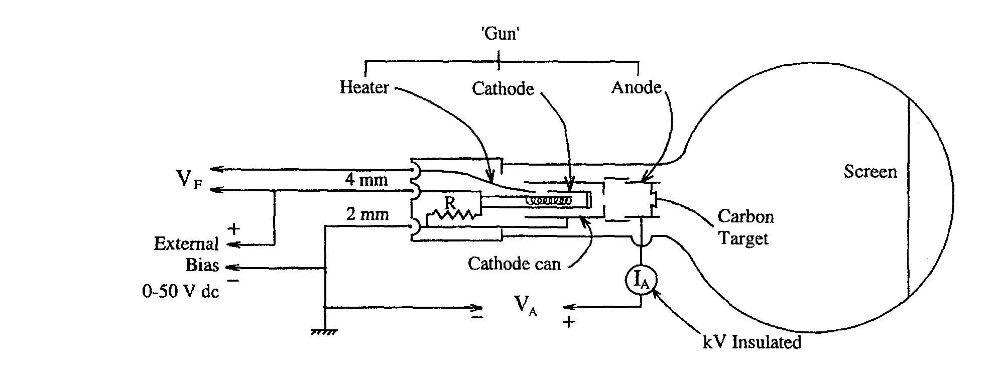 'Gun'
Heater
Cathode
Anode
V_F
4 mm
2 mm
R
Screen
Carbon
Target
+
External
Bias
−
0-50 V dc
Cathode can
I_A
V_A
−
+
kV Insulated